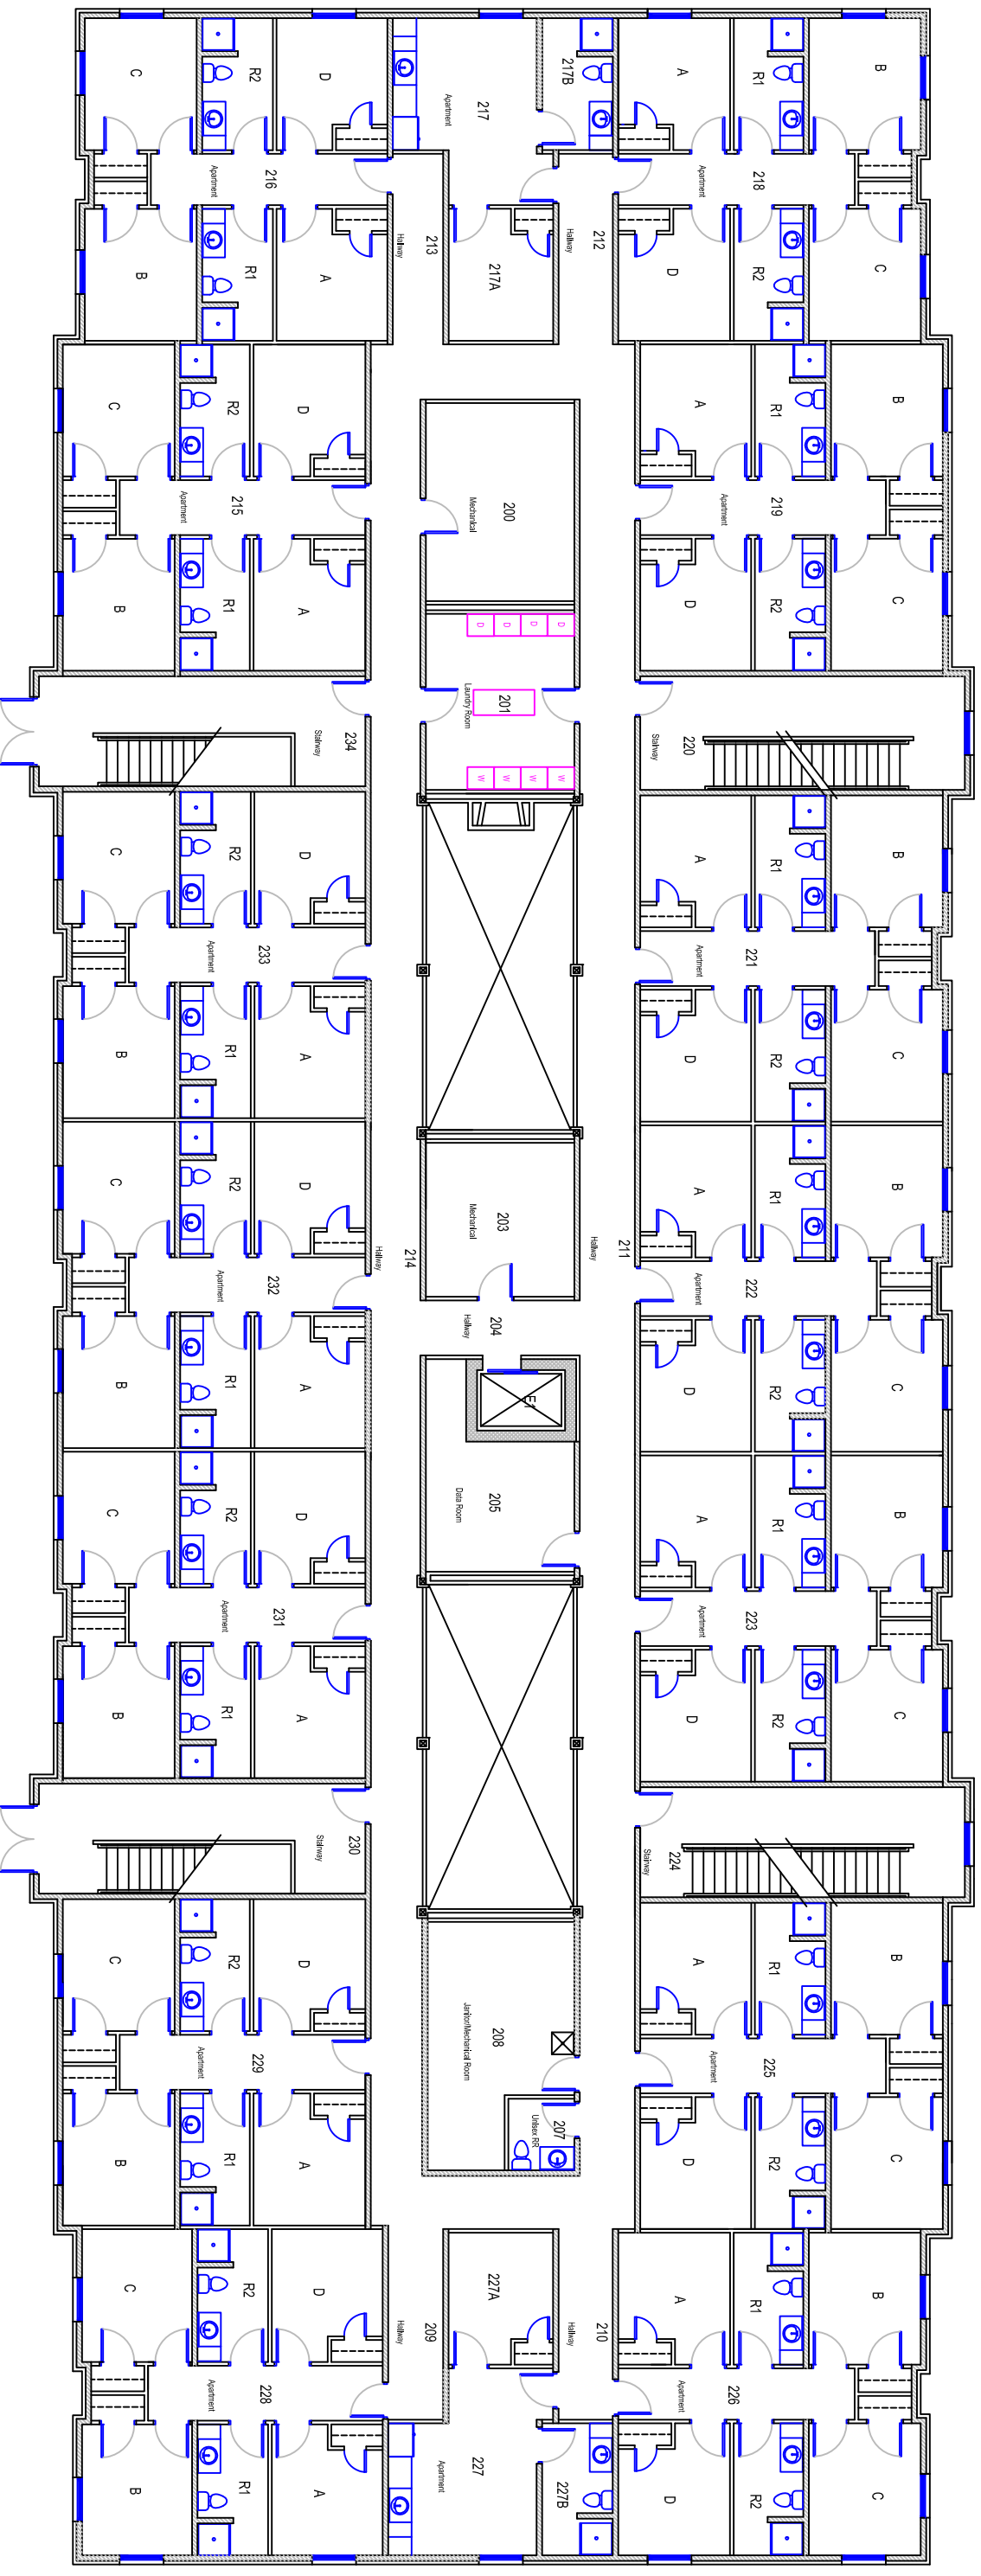 B
R1
A
218
Apartment
C
R2
D
B
R1
A
219
Apartment
C
R2
D
220
Stairway
B
R1
A
221
Apartment
C
R2
D
B
R1
A
222
Apartment
C
R2
D
B
R1
A
223
Apartment
C
R2
D
224
Stairway
B
R1
A
225
Apartment
C
R2
D
B
R1
A
226
Apartment
C
R2
D
217B
217
Apartment
217A
212
Hallway
213
Hallway
200
Mechanical
D
D
D
D
201
Laundry Room
W
W
W
W
211
Hallway
203
Mechanical
214
Hallway
204
Hallway
E1
205
Data Room
208
Janitor/Mechanical Room
207
Unisex RR
210
Hallway
209
Hallway
227A
227
Apartment
227B
D
R2
C
216
Apartment
A
R1
B
D
R2
C
215
Apartment
A
R1
B
234
Stairway
D
R2
C
233
Apartment
A
R1
B
D
R2
C
232
Apartment
A
R1
B
D
R2
C
231
Apartment
A
R1
B
230
Stairway
D
R2
C
229
Apartment
A
R1
B
D
R2
C
228
Apartment
A
R1
B